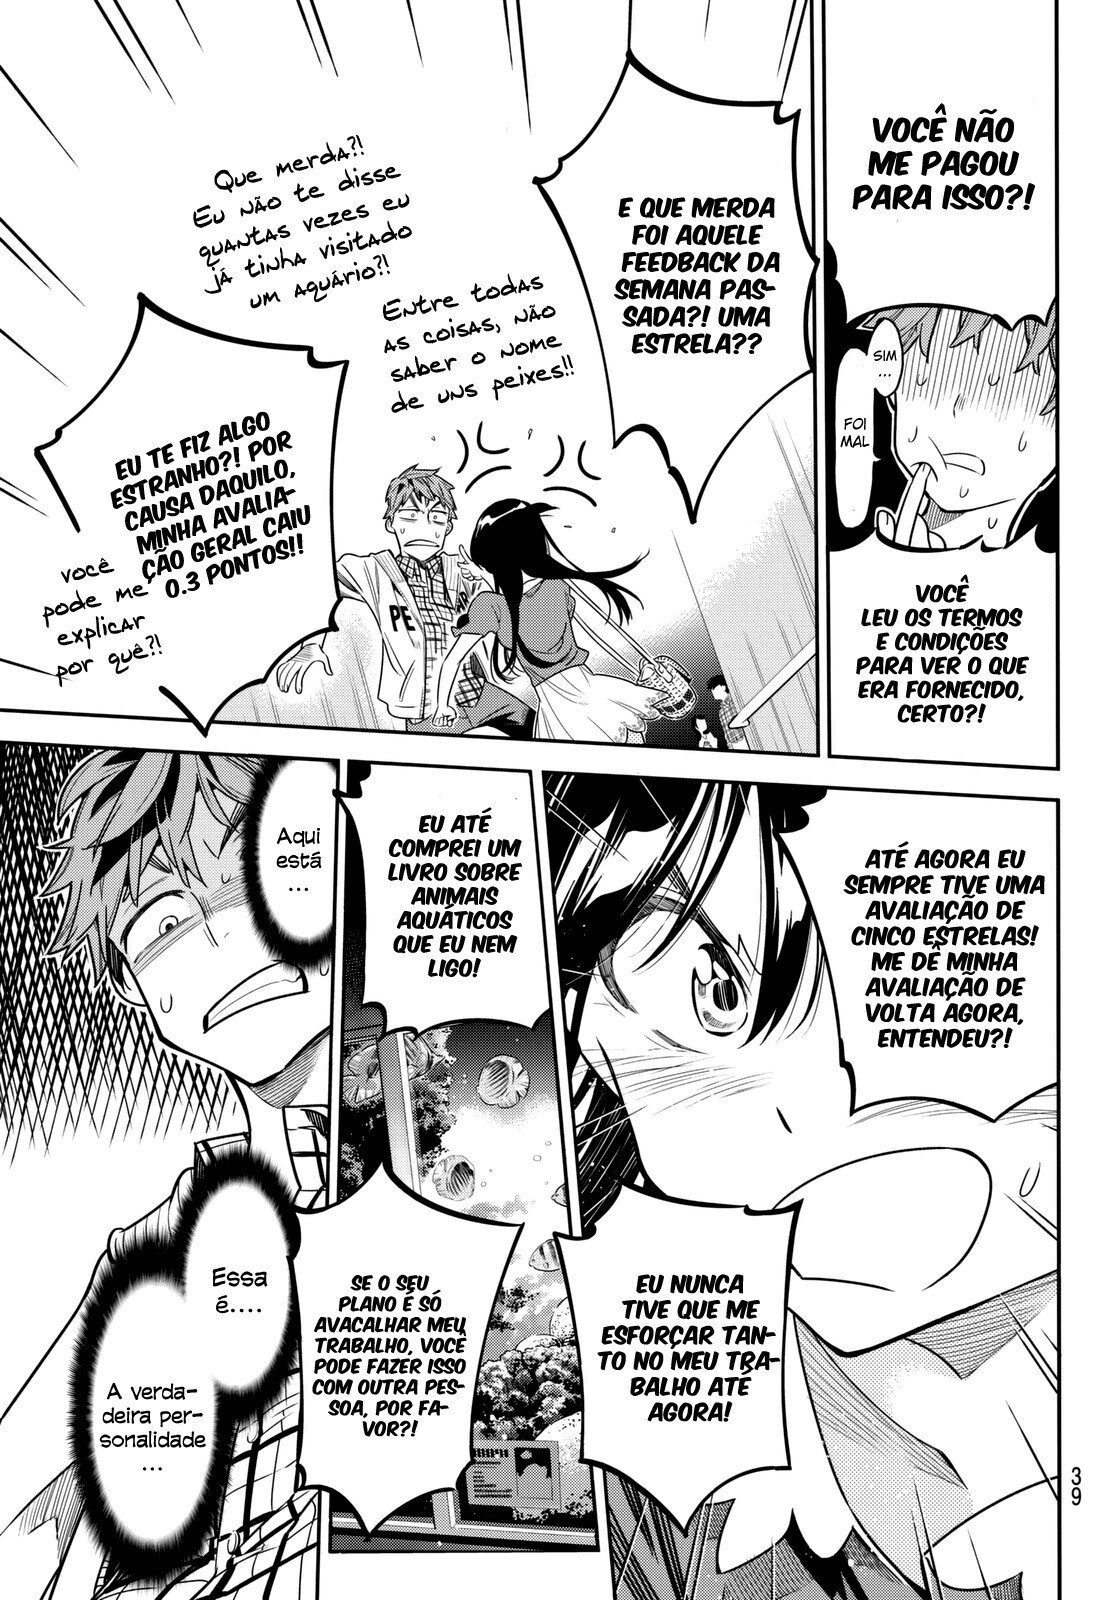 VOCÊ NÃO
ME PAGOU
PARA ISSO?!
SIM
...
FOI
MAL
VOCÊ
LEU OS TERMOS
E CONDIÇÕES
PARA VER O QUE
ERA FORNECIDO,
CERTO?!
E QUE MERDA
FOI AQUELE
FEEDBACK DA
SEMANA PAS-
SADA?! UMA
ESTRELA??
Que merda?!
Eu não te disse
quantas vezes eu
já tinha visitado
um aquário?!
Entre todas
as coisas, não
saber o nome
de uns peixes!!
EU TE FIZ ALGO
ESTRANHO?! POR
CAUSA DAQUILO,
MINHA AVALIA-
ÇÃO GERAL CAIU
0.3 PONTOS!!
você
pode me
explicar
por quê?!
PE
ATÉ AGORA EU
SEMPRE TIVE UMA
AVALIAÇÃO DE
CINCO ESTRELAS!
ME DÊ MINHA
AVALIAÇÃO DE
VOLTA AGORA,
ENTENDEU?!
EU NUNCA
TIVE QUE ME
ESFORÇAR TAN-
TO NO MEU TRA-
BALHO ATÉ
AGORA!
EU ATÉ
COMPREI UM
LIVRO SOBRE
ANIMAIS
AQUÁTICOS
QUE EU NEM
LIGO!
SE O SEU
PLANO É SÓ
AVACALHAR MEU
TRABALHO, VOCÊ
PODE FAZER ISSO
COM OUTRA PES-
SOA, POR FA-
VOR?!
Aqui
está
...
Essa
é....
A verda-
deira per-
sonalidade
...
39